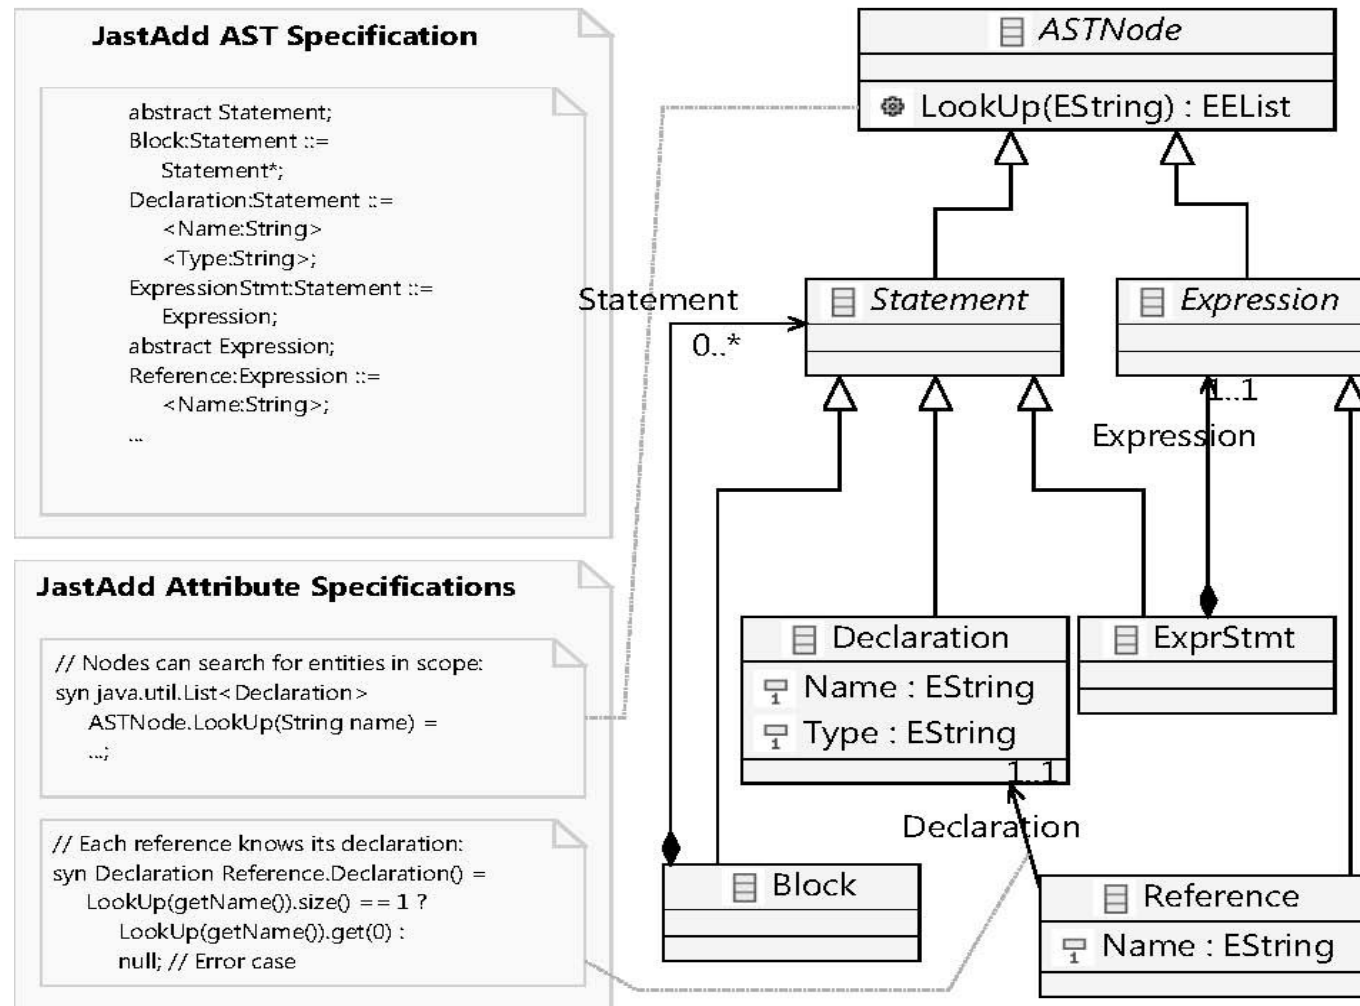 JastAdd AST Specification
abstract Statement;
Block:Statement ::=
Statement*;
Declaration:Statement ::=
<Name:String>
<Type:String>;
ExpressionStmt:Statement ::=
Expression;
abstract Expression;
Reference:Expression ::=
<Name:String>;
...
JastAdd Attribute Specifications
// Nodes can search for entities in scope:
syn java.util.List<Declaration>
ASTNode.LookUp(String name) =
...;
// Each reference knows its declaration:
syn Declaration Reference.Declaration() =
LookUp(getName()).size() == 1 ?
LookUp(getName()).get(0) :
null; // Error case
ASTNode
LookUp(EString) : EEList
Statement
0..*
Statement
Expression
1..1
Expression
Declaration
Name : EString
Type : EString
1..1
ExprStmt
Declaration
Block
Reference
Name : EString